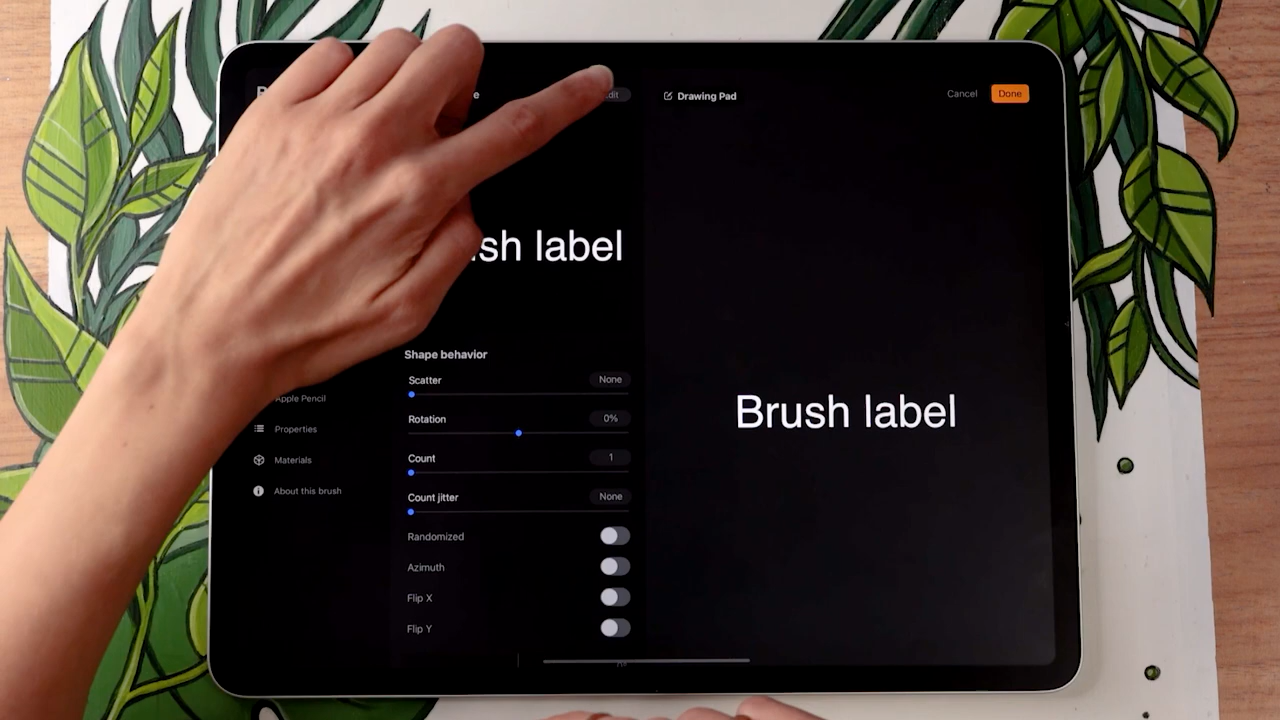 Drawing Pad
Cancel
Done
sh label
Brush label
Shape behavior
Scatter
None
Rotation
0%
Count
1
Count jitter
None
Randomized
Azimuth
Flip X
Flip Y
Apple Pencil
Properties
Materials
About this brush